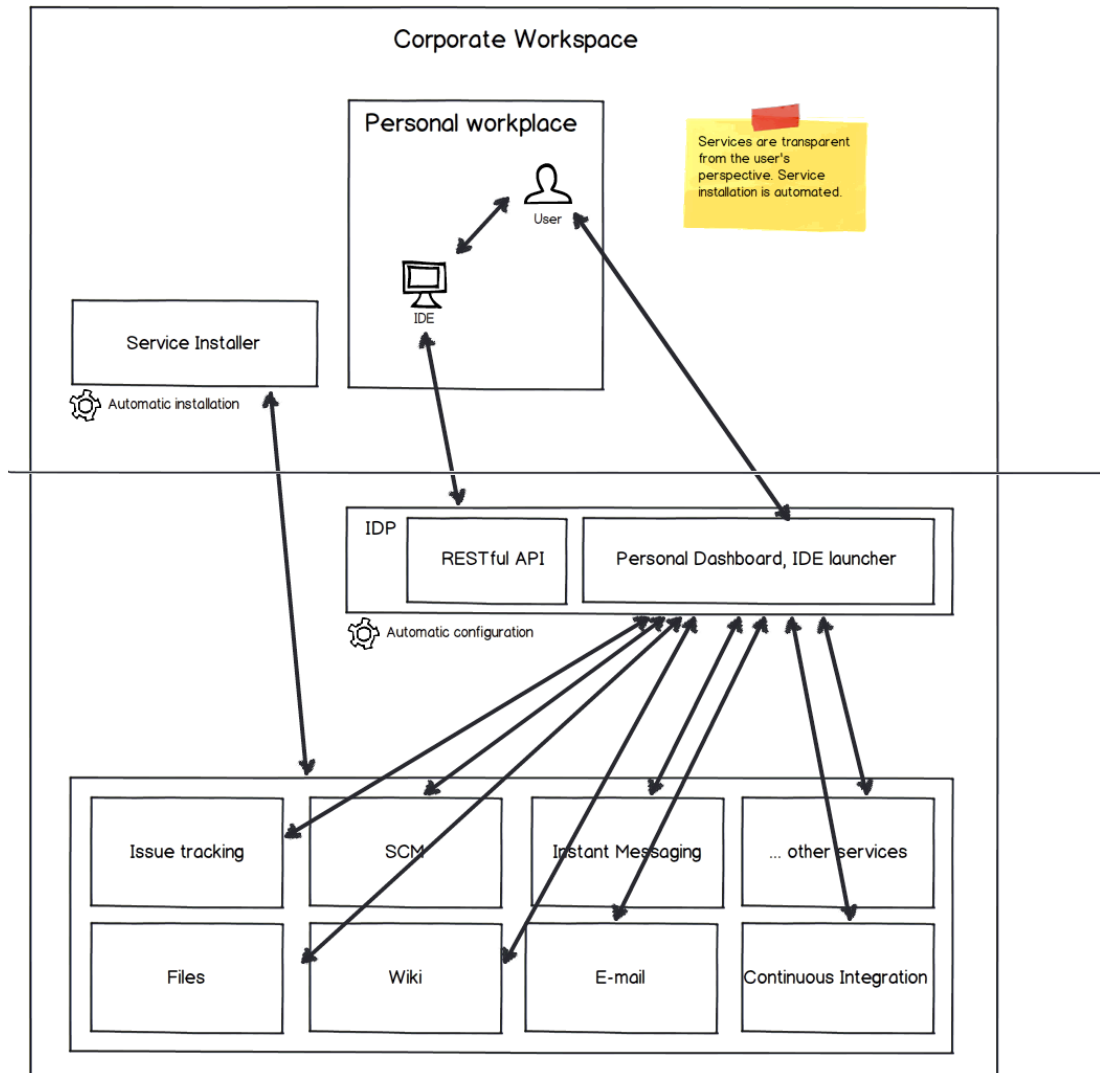 Corporate Workspace
Personal workplace
Services are transparent
from the user's
perspective. Service
installation is automated.
User
IDE
Service Installer
Automatic installation
IDP
RESTful API
Personal Dashboard, IDE launcher
Automatic configuration
Issue tracking
SCM
Instant Messaging
... other services
Files
Wiki
E-mail
Continuous Integration